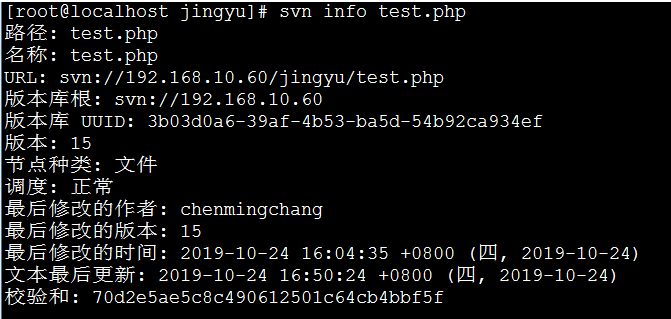 [root@localhost jingyu]# svn info test.php
路径: test.php
名称: test.php
URL: svn://192.168.10.60/jingyu/test.php
版本库根: svn://192.168.10.60
版本库 UUID: 3b03d0a6-39af-4b53-ba5d-54b92ca934ef
版本: 15
节点种类: 文件
调度: 正常
最后修改的作者: chenmingchang
最后修改的版本: 15
最后修改的时间: 2019-10-24 16:04:35 +0800 (四, 2019-10-24)
文本最后更新: 2019-10-24 16:50:24 +0800 (四, 2019-10-24)
校验和: 70d2e5ae5c8c490612501c64cb4bbf5f